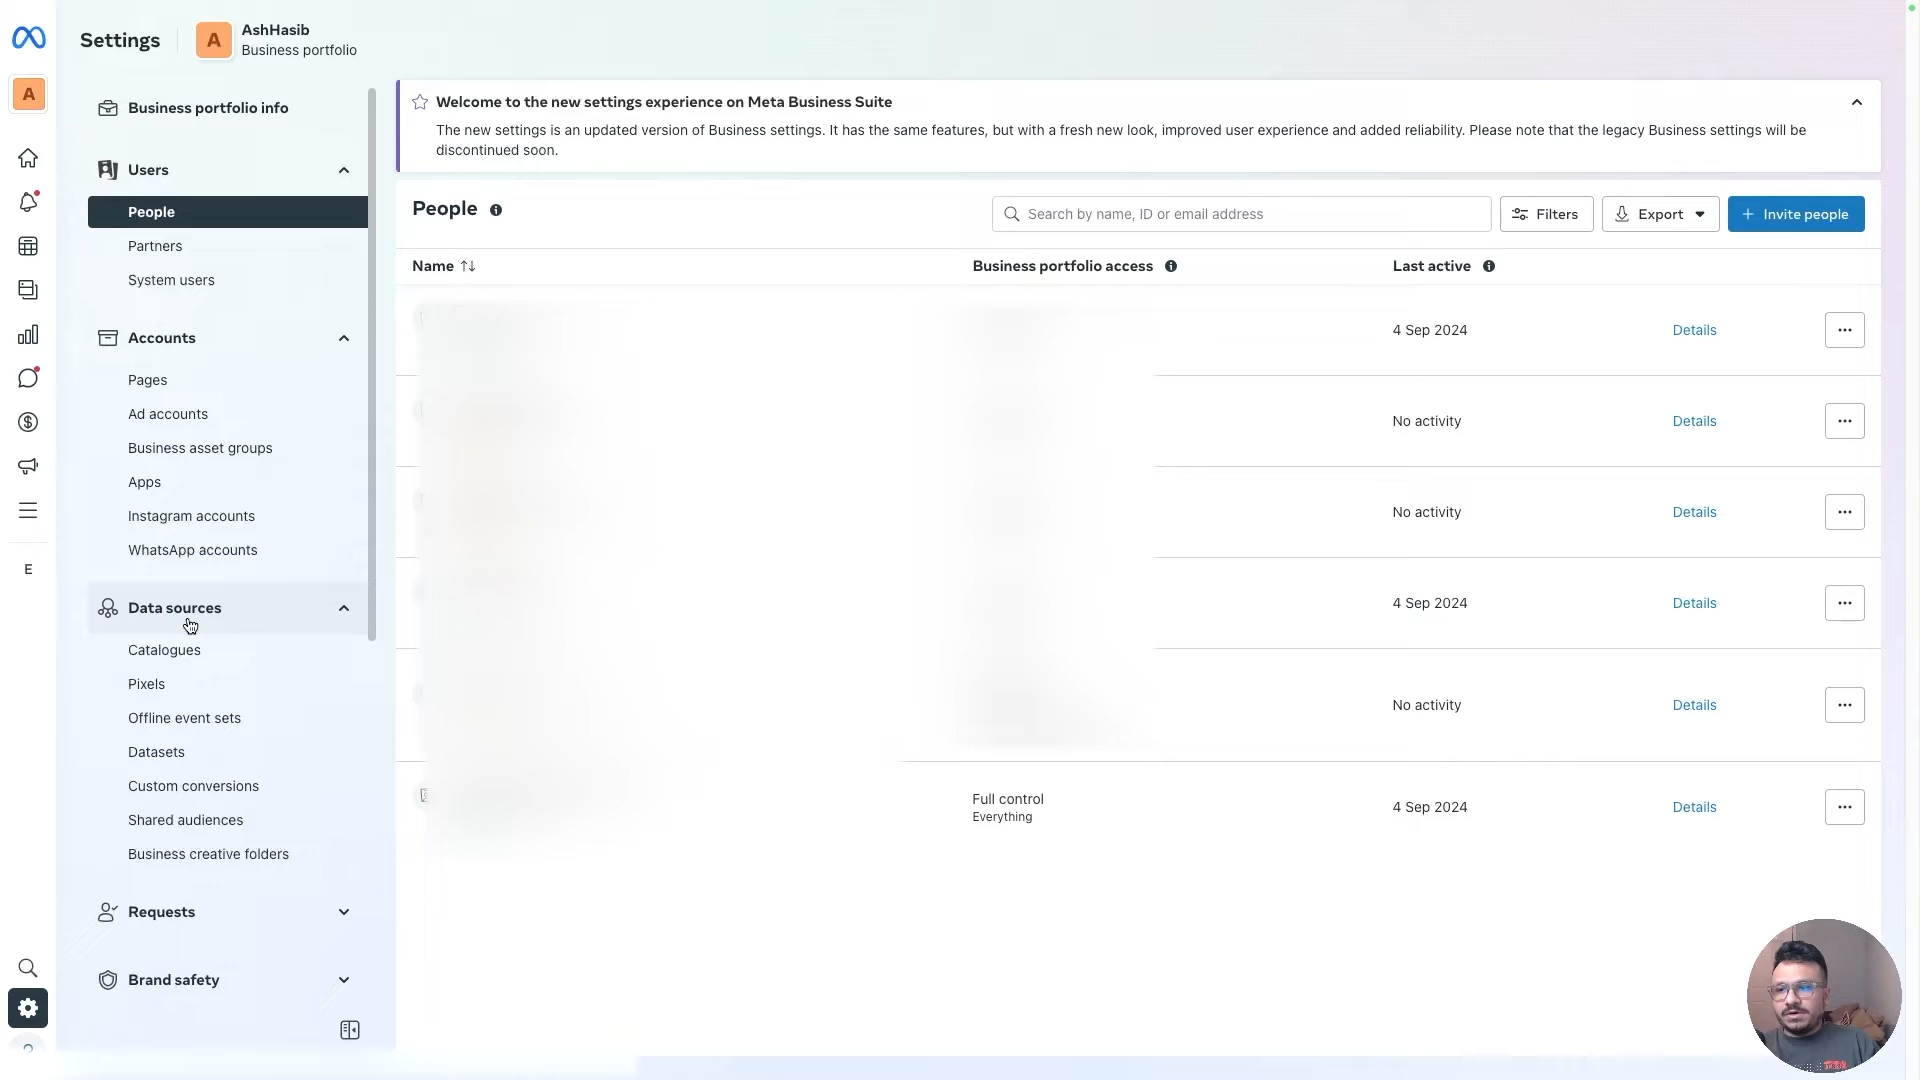 Settings
A
AshHasib
Business portfolio
A
Business portfolio info
Users
People
Partners
System users
Accounts
Pages
Ad accounts
Business asset groups
Apps
Instagram accounts
WhatsApp accounts
E
Data sources
Catalogues
Pixels
Offline event sets
Datasets
Custom conversions
Shared audiences
Business creative folders
Requests
Brand safety
Welcome to the new settings experience on Meta Business Suite
The new settings is an updated version of Business settings. It has the same features, but with a fresh new look, improved user experience and added reliability. Please note that the legacy Business settings will be
discontinued soon.
People
Search by name, ID or email address
Filters
Export
+ Invite people
Name
Business portfolio access
Last active
4 Sep 2024
Details
No activity
Details
No activity
Details
4 Sep 2024
Details
No activity
Details
Full control
Everything
4 Sep 2024
Details